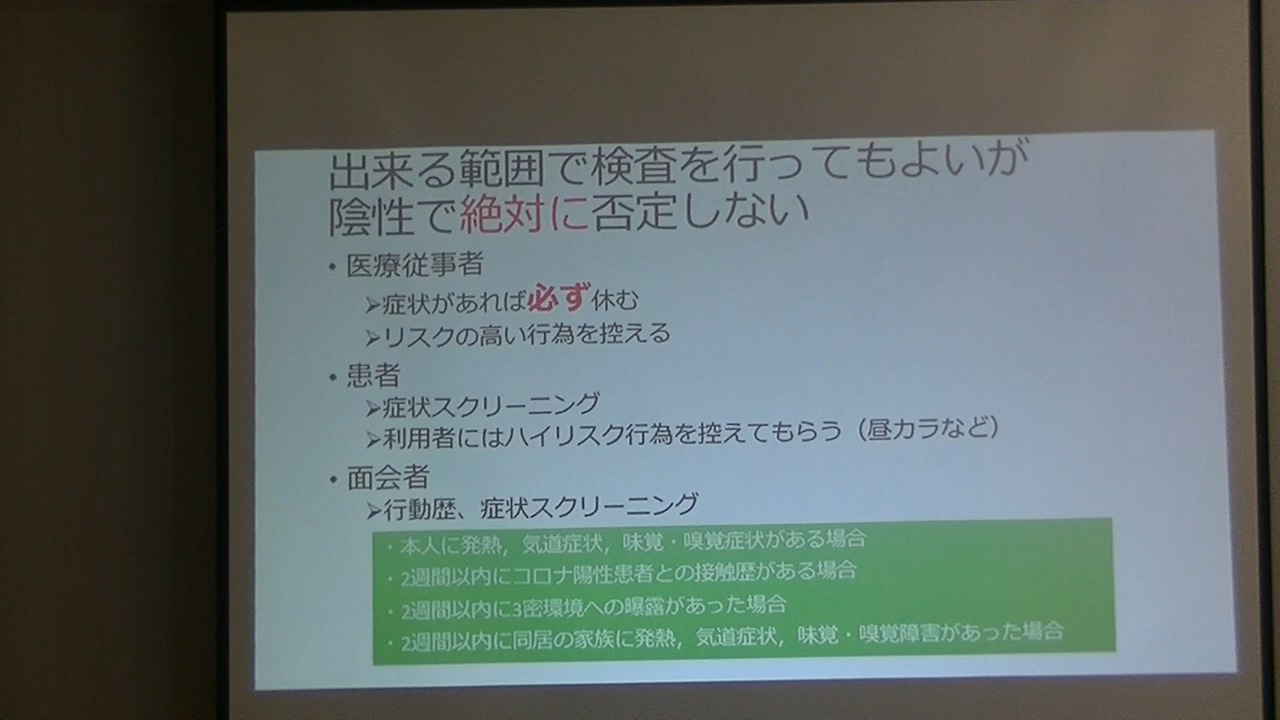 出来る範囲で検査を行ってもよいが
陰性で絶対に否定しない
・医療従事者
➢症状があれば必ず休む
➢リスクの高い行為を控える
・患者
➢症状スクリーニング
➢利用者にはハイリスク行為を控えてもらう（昼カラなど）
・面会者
➢行動歴、症状スクリーニング
・本人に発熱，気道症状，味覚・嗅覚症状がある場合
・2週間以内にコロナ陽性患者との接触歴がある場合
・2週間以内に3密環境への曝露があった場合
・2週間以内に同居の家族に発熱，気道症状，味覚・嗅覚障害があった場合